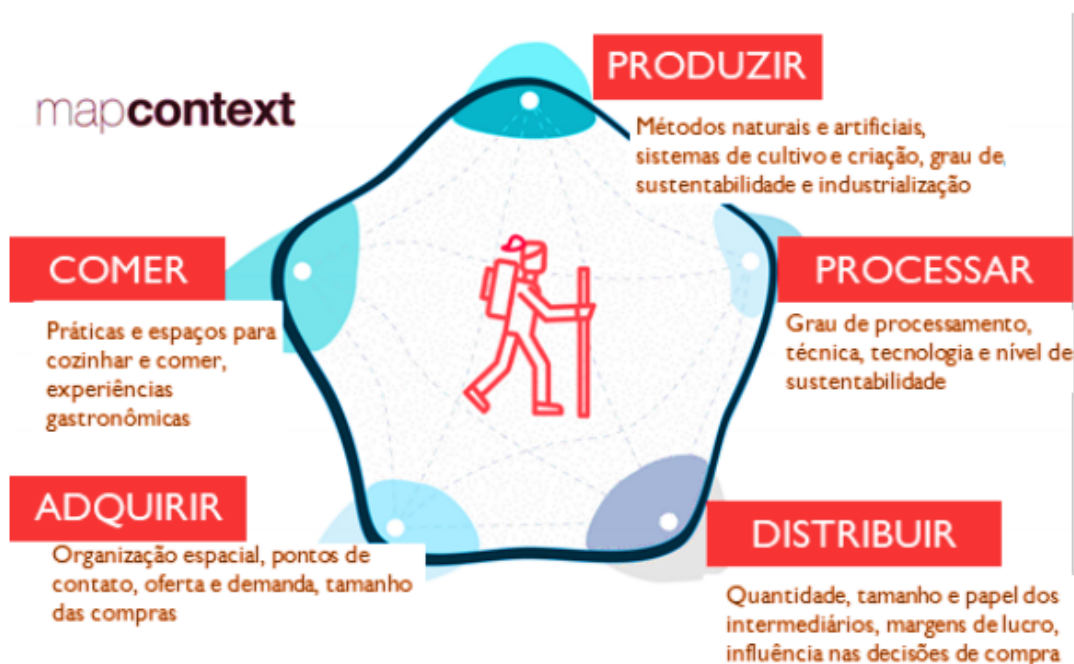 mapcontext
PRODUZIR
Métodos naturais e artificiais,
sistemas de cultivo e criação, grau de
sustentabilidade e industrialização
PROCESSAR
Grau de processamento,
técnica, tecnologia e nível de
sustentabilidade
DISTRIBUIR
Quantidade, tamanho e papel dos
intermediários, margens de lucro,
influência nas decisões de compra
ADQUIRIR
Organização espacial, pontos de
contato, oferta e demanda, tamanho
das compras
COMER
Práticas e espaços para
cozinhar e comer,
experiências
gastronômicas